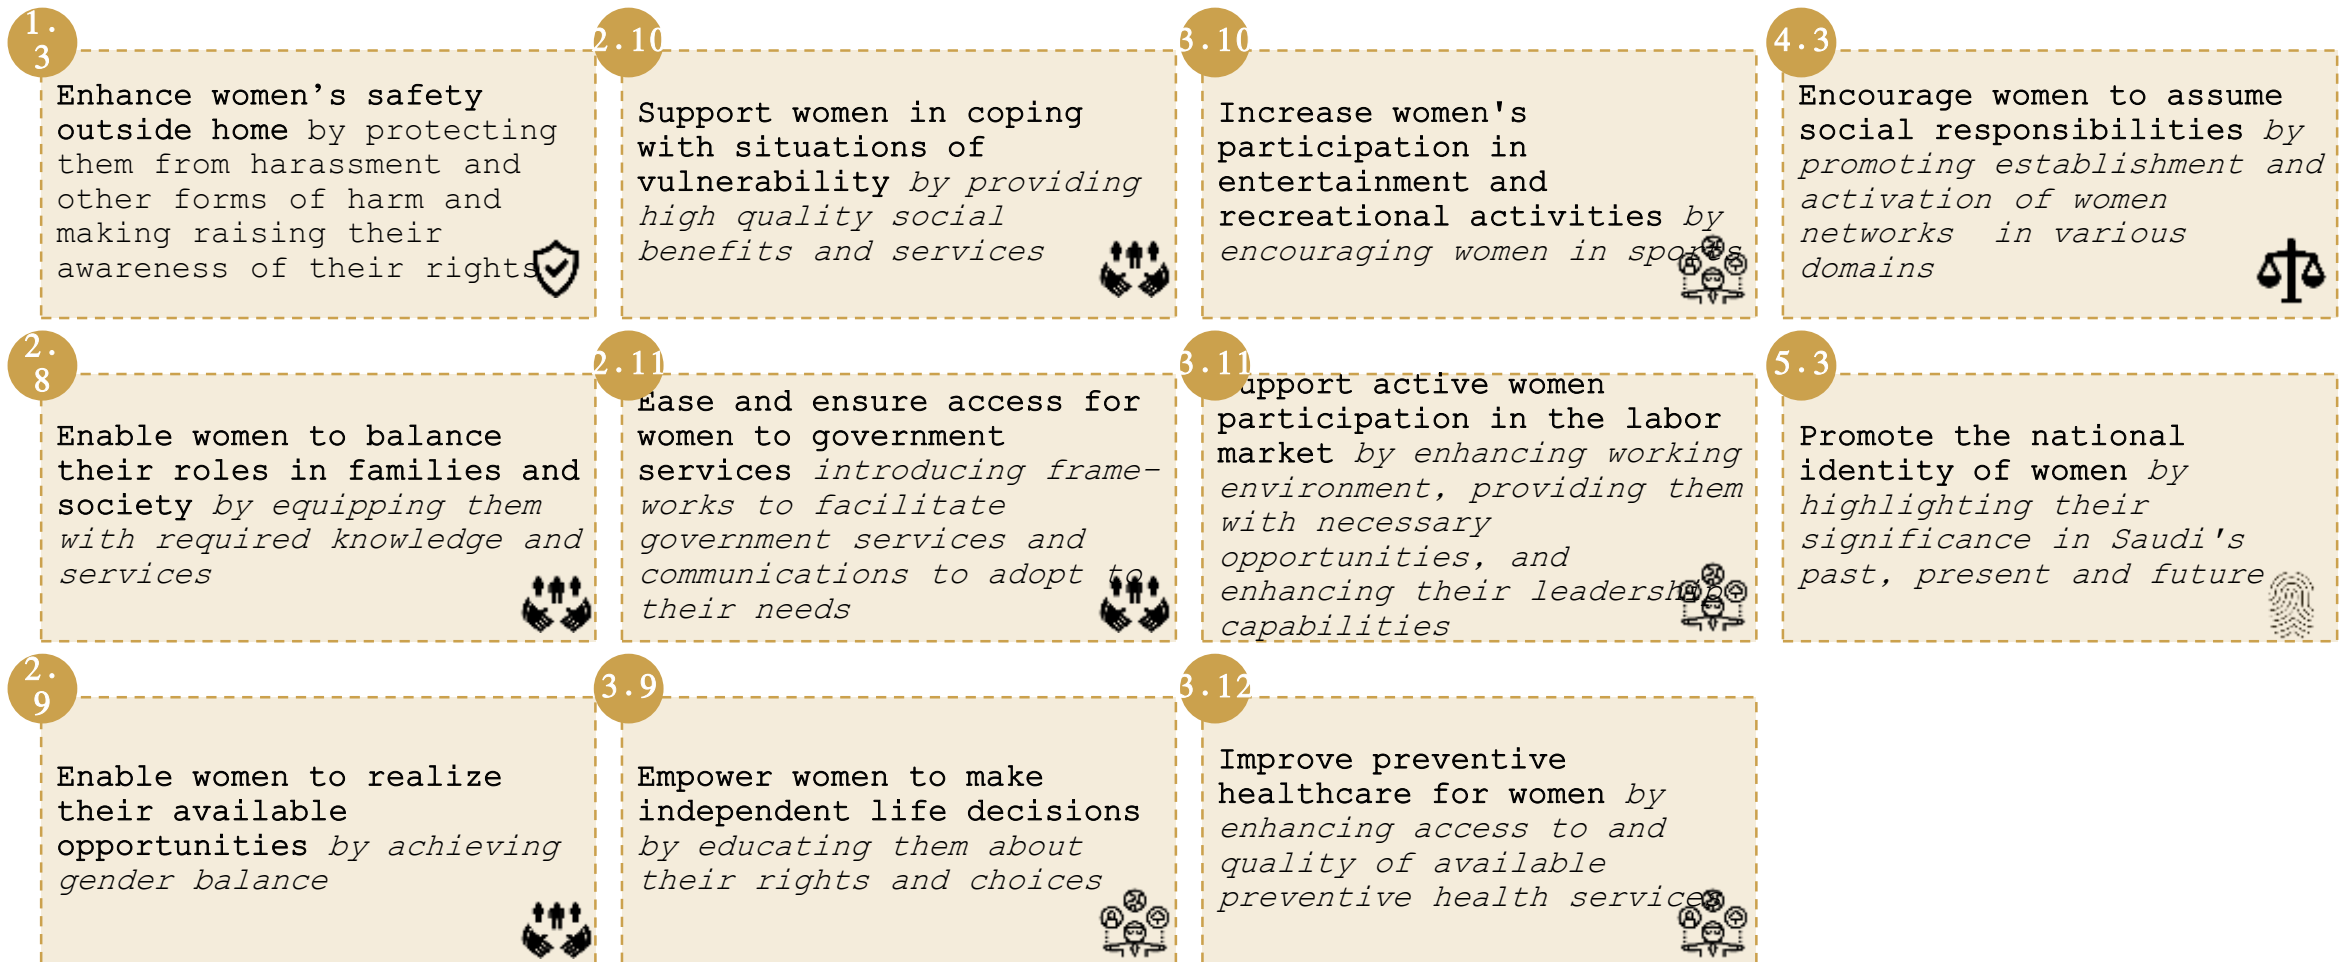 1.
3
Enhance women’s safety
outside home by protecting
them from harassment and
other forms of harm and
making raising their
awareness of their rights
2.10
Support women in coping
with situations of
vulnerability by providing
high quality social
benefits and services
3.10
Increase women's
participation in
entertainment and
recreational activities by
encouraging women in sports
4.3
Encourage women to assume
social responsibilities by
promoting establishment and
activation of women
networks  in various
domains
2.
8
Enable women to balance
their roles in families and
society by equipping them
with required knowledge and
services
2.11
Ease and ensure access for
women to government
services introducing frame-
works to facilitate
government services and
communications to adopt to
their needs
3.11
Support active women
participation in the labor
market by enhancing working
environment, providing them
with necessary
opportunities, and
enhancing their leadership
capabilities
5.3
Promote the national
identity of women by
highlighting their
significance in Saudi's
past, present and future
2.
9
Enable women to realize
their available
opportunities by achieving
gender balance
3.9
Empower women to make
independent life decisions
by educating them about
their rights and choices
3.12
Improve preventive
healthcare for women by
enhancing access to and
quality of available
preventive health services